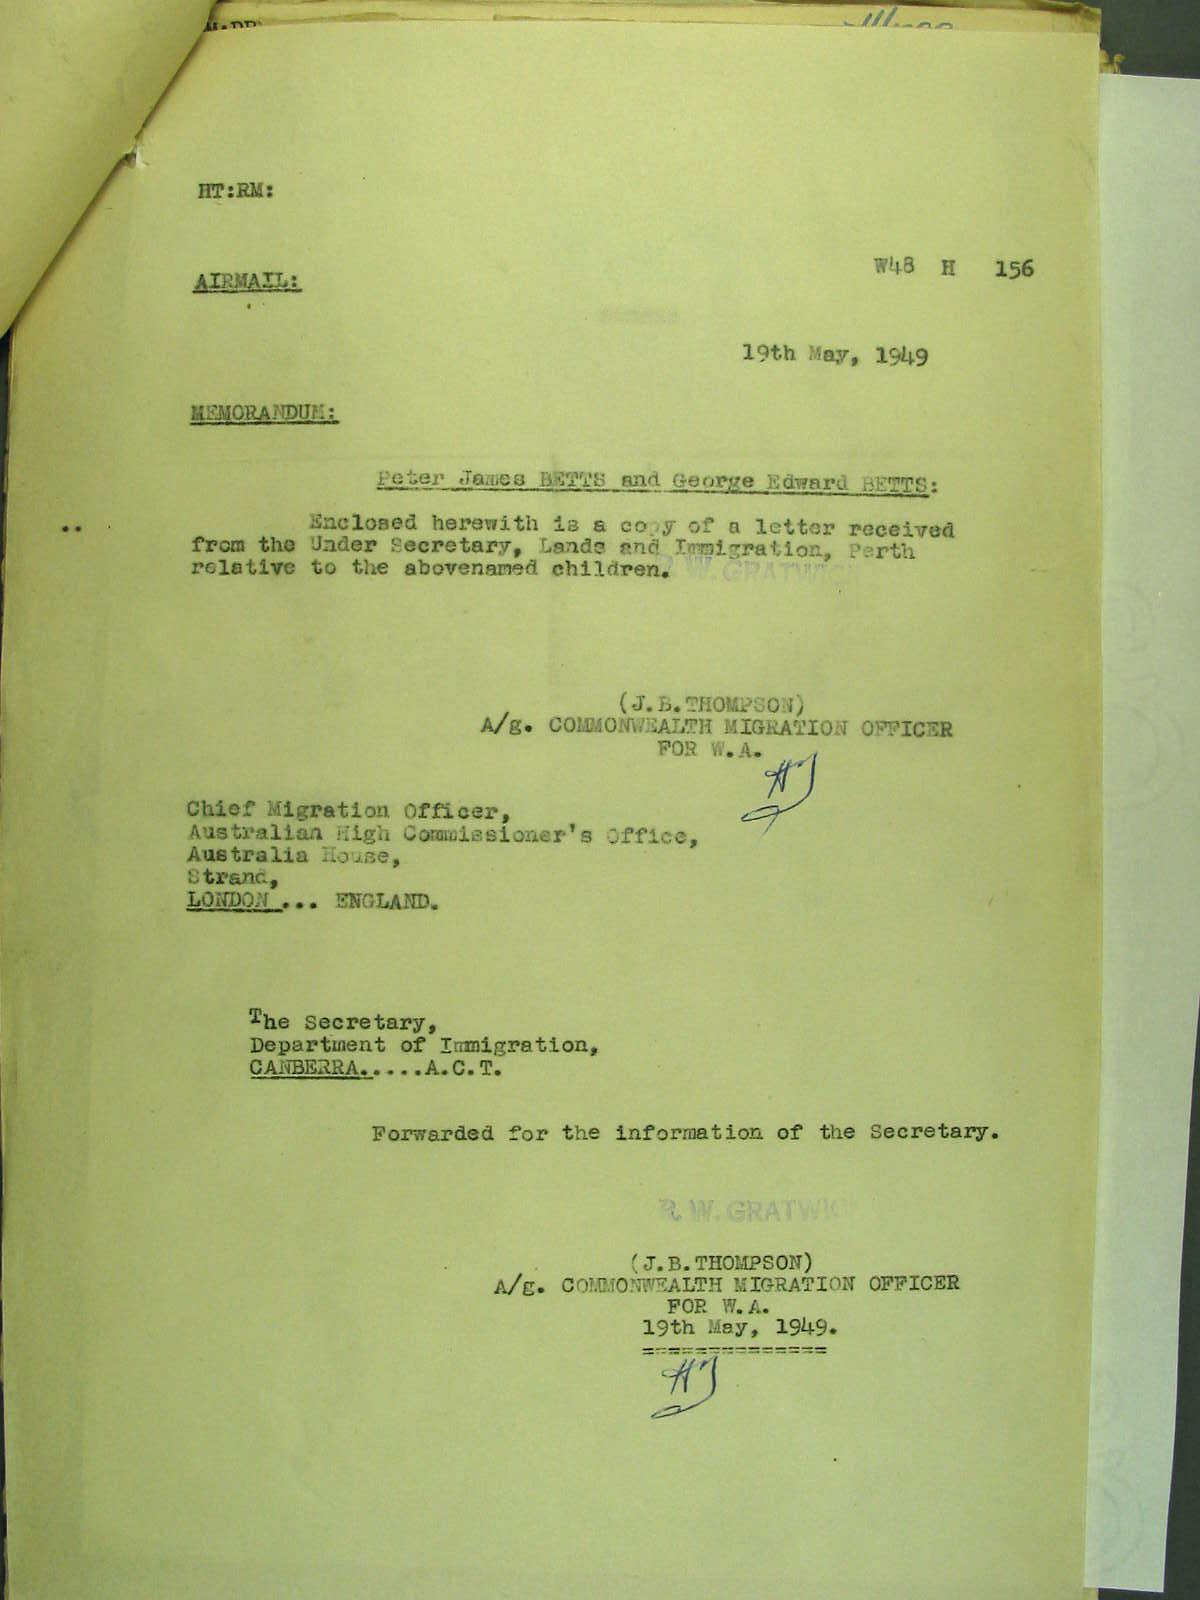 HT:RM:
AIRMAIL:
W48 H 156
19th May, 1949
MEMORANDUM:
Peter James BETTS and George Edward BETTS:
.. Enclosed herewith is a copy of a letter received
from the Under Secretary, Lands and Immigration, Perth
relative to the abovenamed children.
R.W. GRATWICK
(J.B.THOMPSON)
A/g. COMMONWEALTH MIGRATION OFFICER
FOR W.A.
Chief Migration Officer,
Australian High Commissioner's Office,
Australia House,
Strand,
LONDON ... ENGLAND.
The Secretary,
Department of Immigration,
CANBERRA.....A.C.T.
Forwarded for the information of the Secretary.
R.W. GRATWICK
(J.B.THOMPSON)
A/g. COMMONWEALTH MIGRATION OFFICER
FOR W.A.
19th May, 1949.
==============